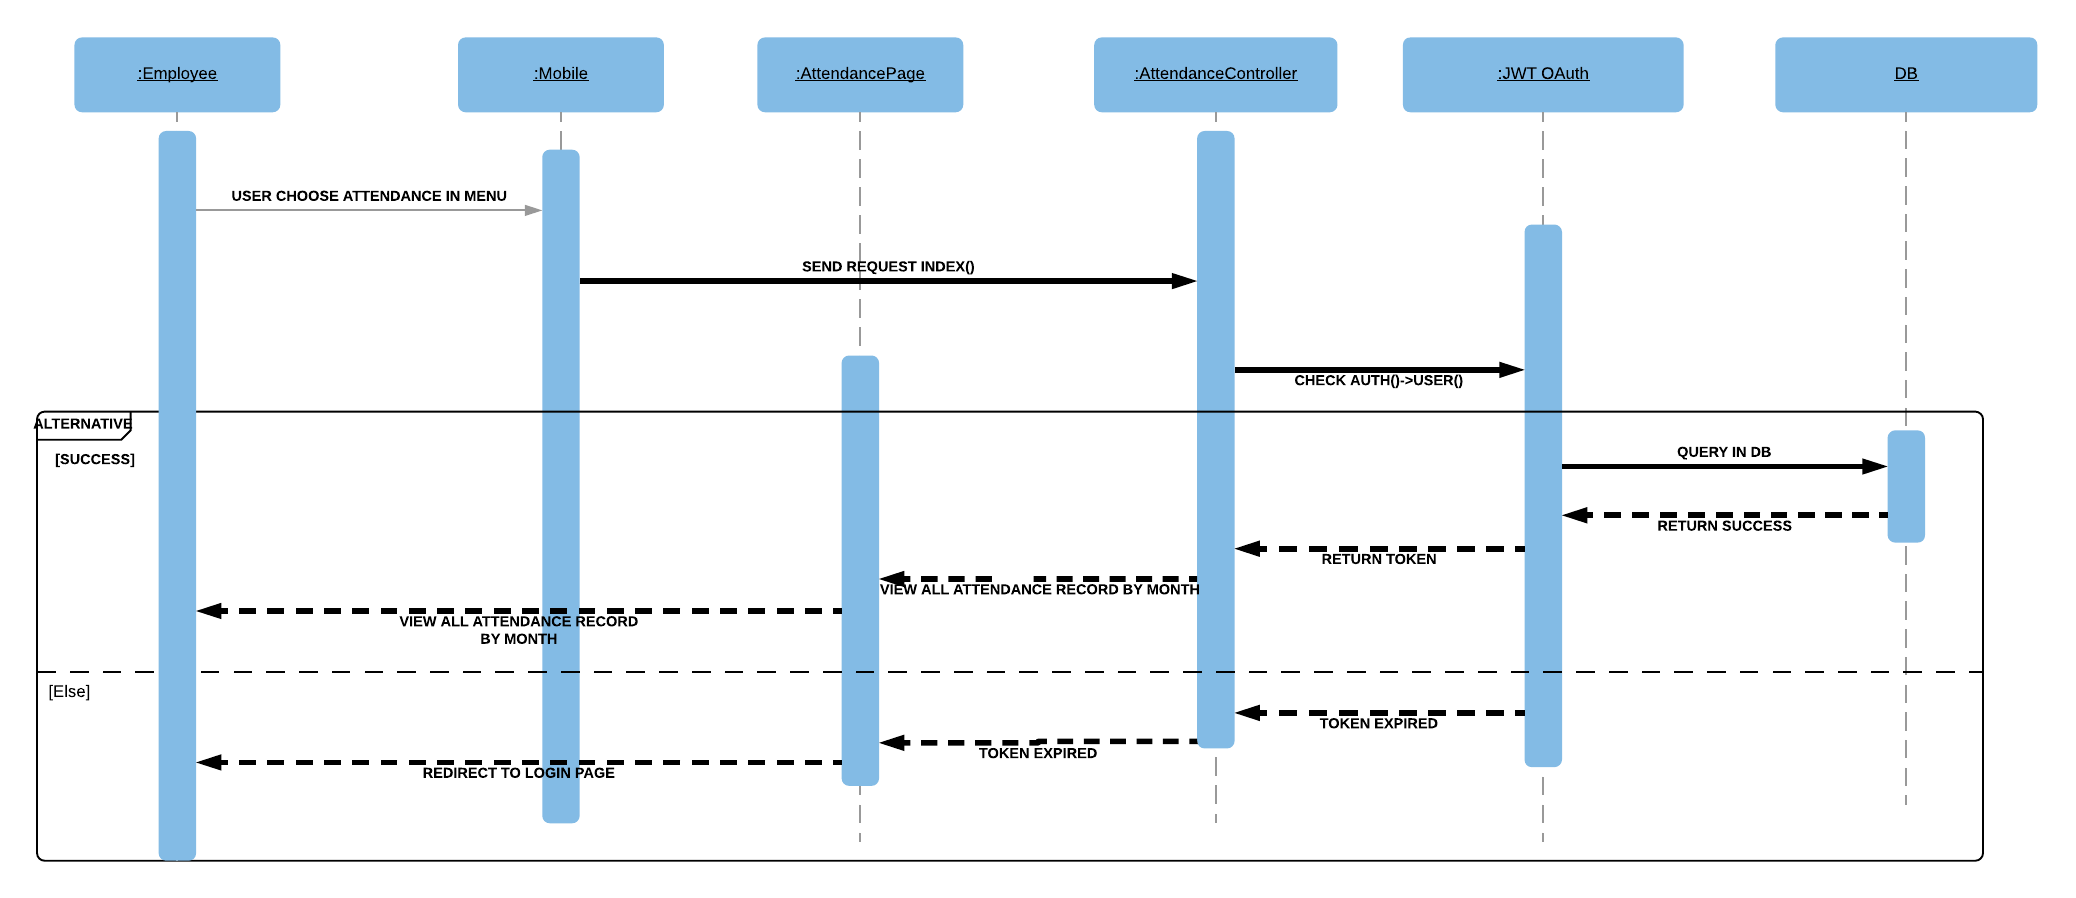 :Employee
:Mobile
:AttendancePage
:AttendanceController
:JWT OAuth
DB
USER CHOOSE ATTENDANCE IN MENU
SEND REQUEST INDEX()
CHECK AUTH()->USER()
ALTERNATIVE
[SUCCESS]
QUERY IN DB
RETURN SUCCESS
RETURN TOKEN
VIEW ALL ATTENDANCE RECORD BY MONTH
VIEW ALL ATTENDANCE RECORD
BY MONTH
[Else]
TOKEN EXPIRED
TOKEN EXPIRED
REDIRECT TO LOGIN PAGE